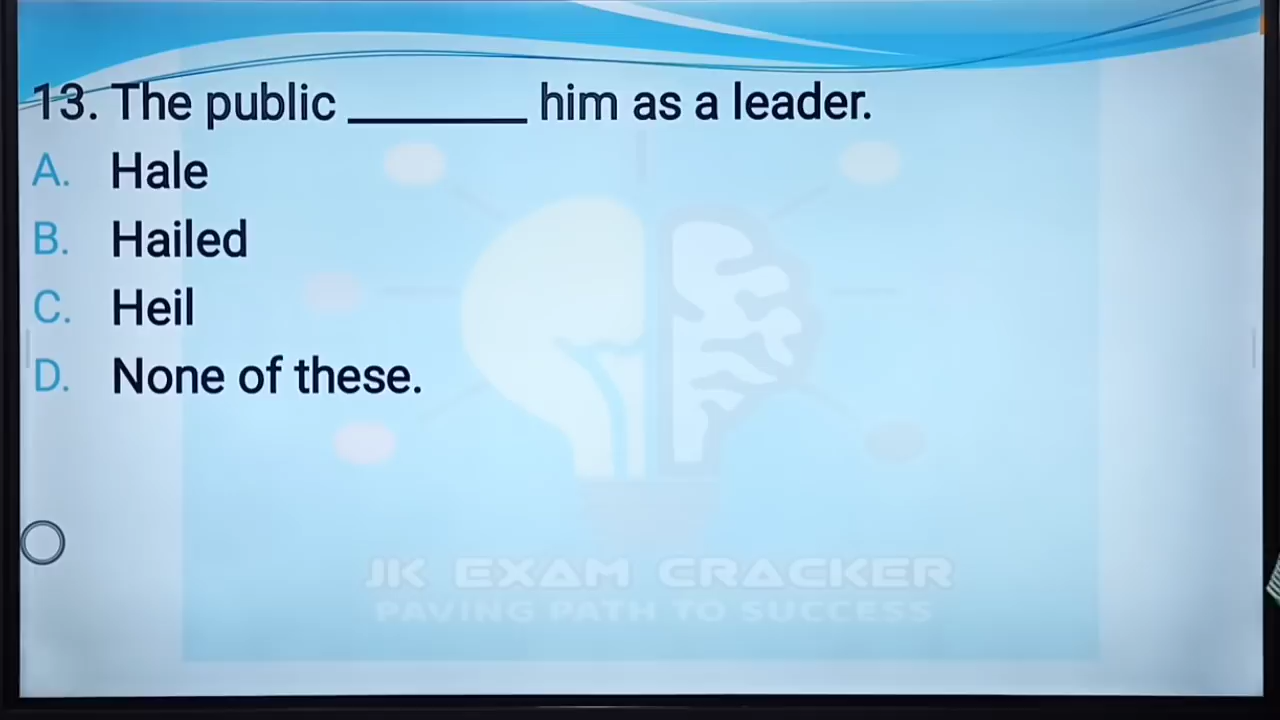 13. The public _______ him as a leader.
A. Hale
B. Hailed
C. Heil
D. None of these.
JK EXAM CRACKER
PAVING PATH TO SUCCESS